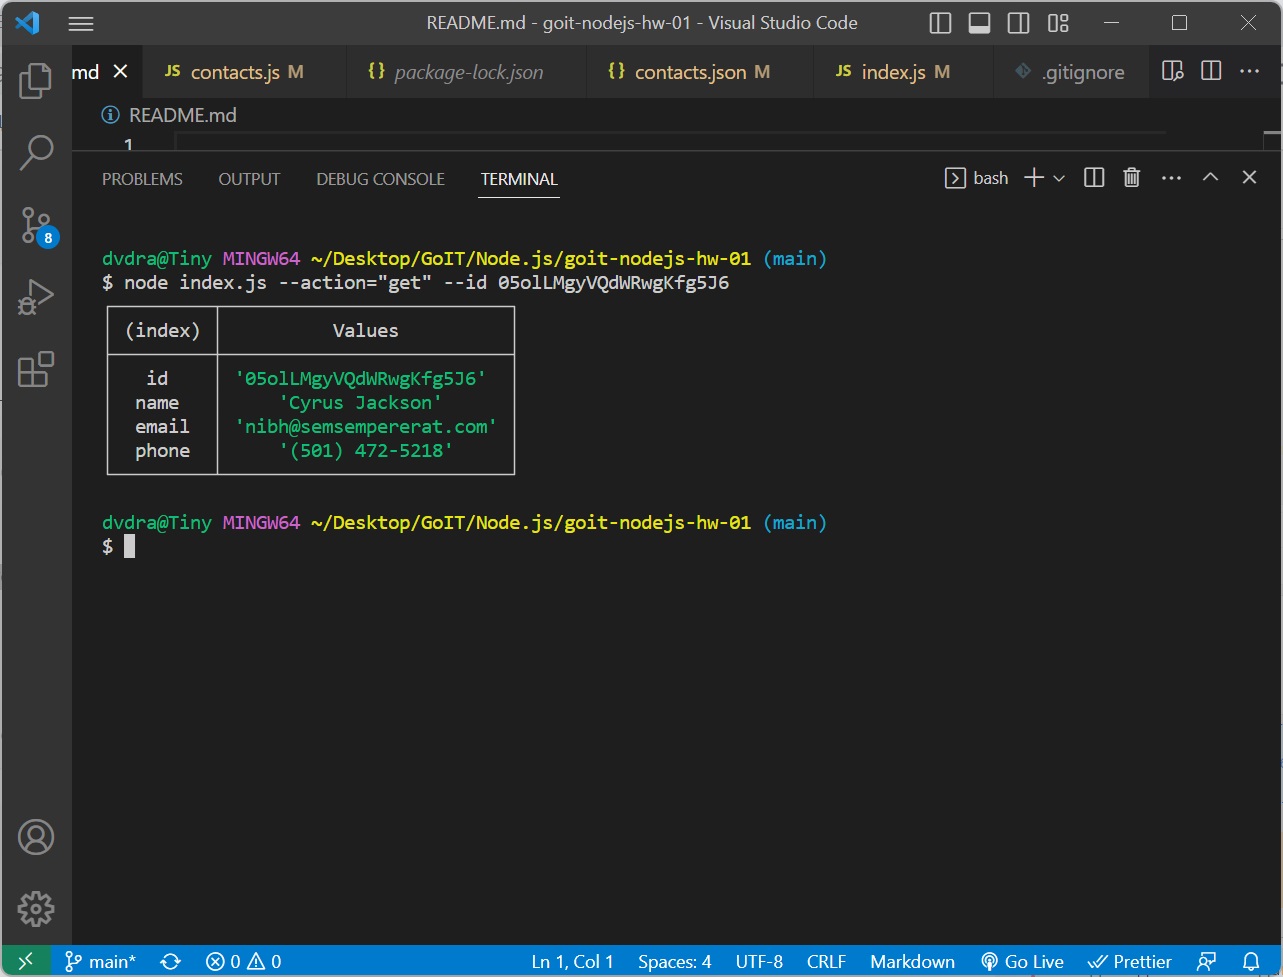 README.md - goit-nodejs-hw-01 - Visual Studio Code
md JS contacts.js M {} package-lock.json {} contacts.json M JS index.js M .gitignore
README.md
1
PROBLEMS OUTPUT DEBUG CONSOLE TERMINAL bash
8
dvdra@Tiny MINGW64 ~/Desktop/GoIT/Node.js/goit-nodejs-hw-01 (main)
$ node index.js --action="get" --id 05olLMgyVQdWRwgKfg5J6
(index) Values
id '05olLMgyVQdWRwgKfg5J6'
name 'Cyrus Jackson'
email 'nibh@semsempererat.com'
phone '(501) 472-5218'
dvdra@Tiny MINGW64 ~/Desktop/GoIT/Node.js/goit-nodejs-hw-01 (main)
$
main* 0 0 Ln 1, Col 1 Spaces: 4 UTF-8 CRLF Markdown Go Live Prettier